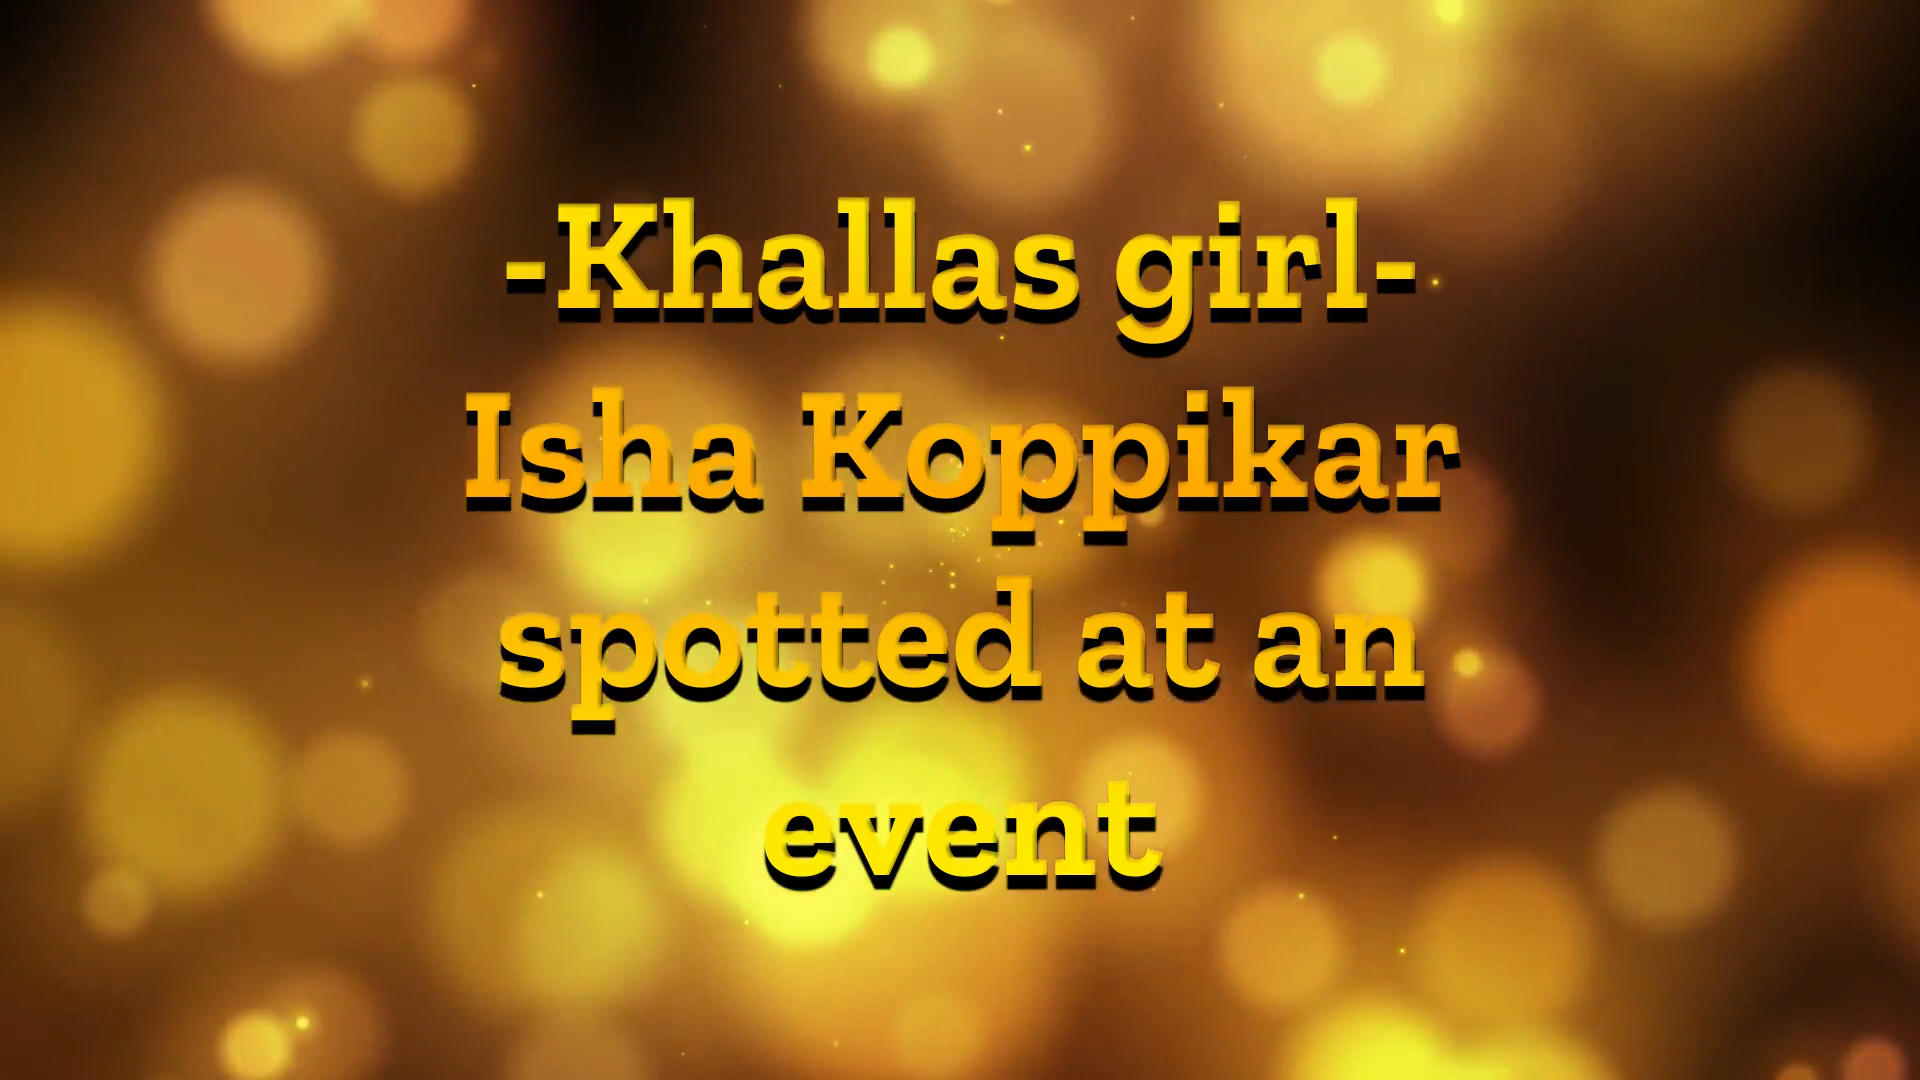 -Khallas girl-
Isha Koppikar
spotted at an
event